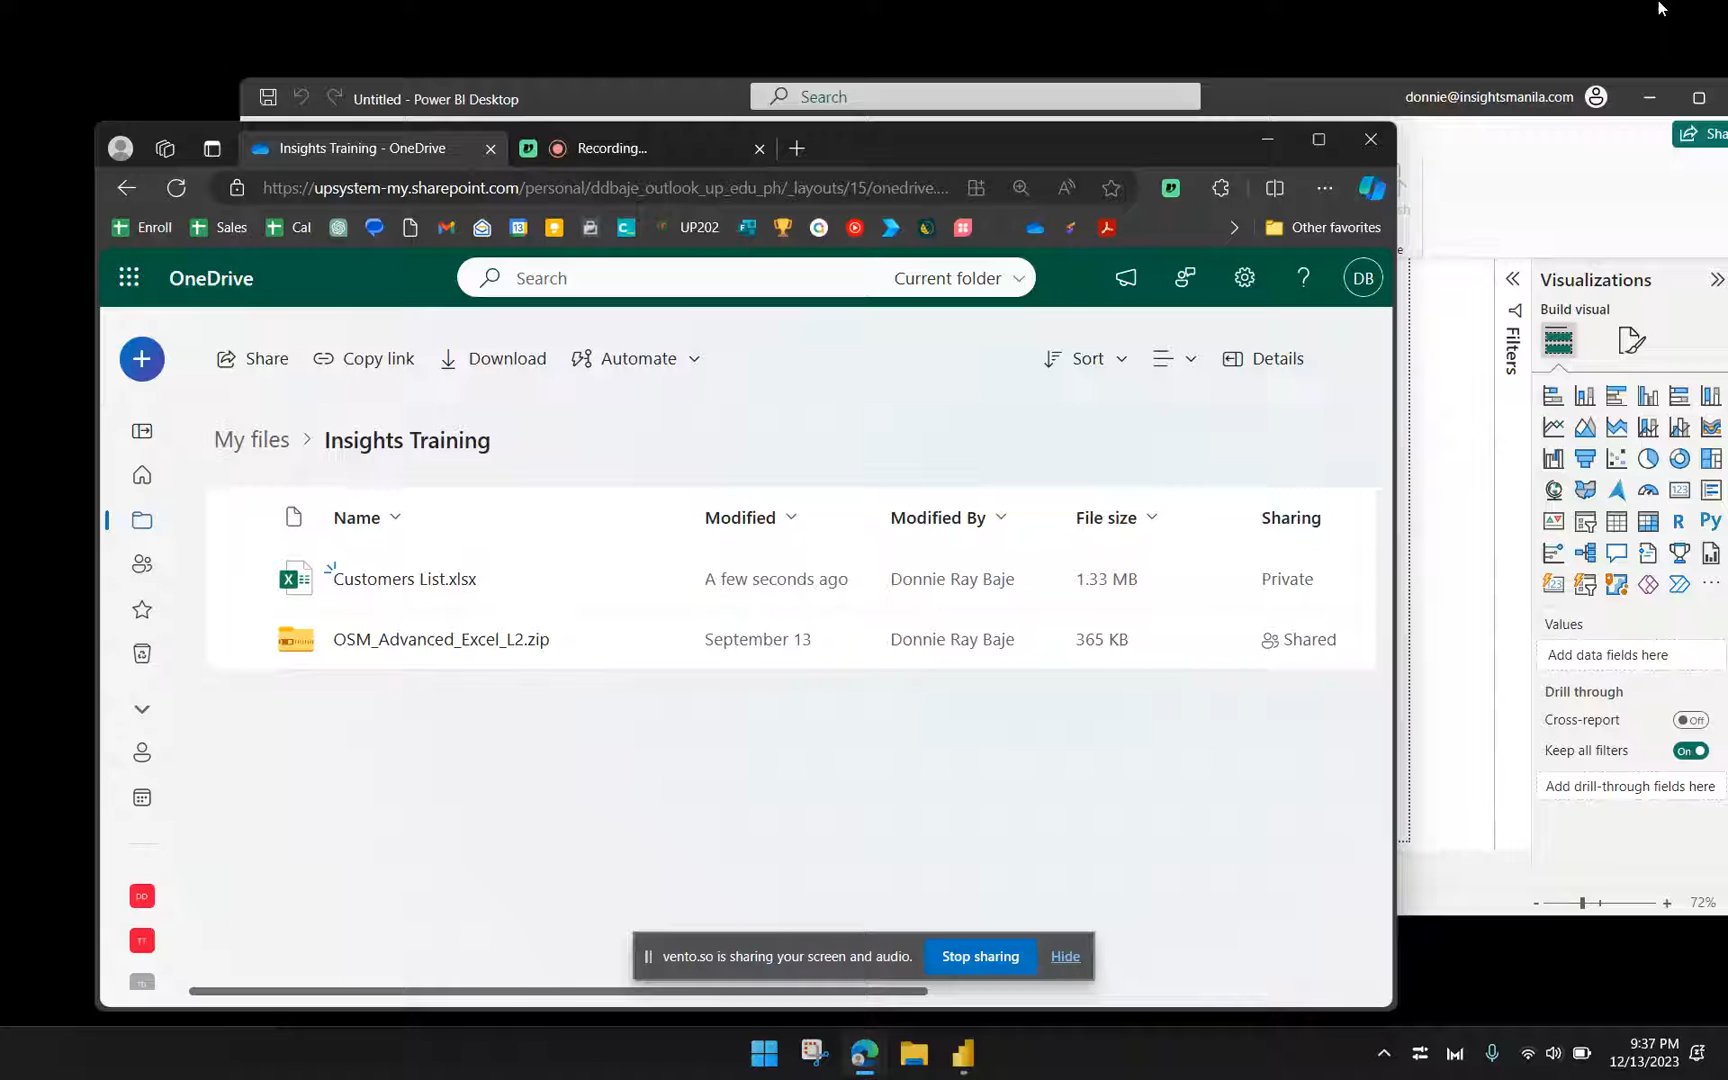 Untitled - Power BI Desktop
Search
donnie@insightsmanila.com
Sha
Insights Training - OneDrive
Recording...
https://upsystem-my.sharepoint.com/personal/ddbaje_outlook_up_edu_ph/_layouts/15/onedrive....
Enroll
Sales
Cal
UP202
Other favorites
OneDrive
Search
Current folder
DB
Share
Copy link
Download
Automate
Sort
Details
My files > Insights Training
Name
Modified
Modified By
File size
Sharing
Customers List.xlsx
A few seconds ago
Donnie Ray Baje
1.33 MB
Private
OSM_Advanced_Excel_L2.zip
September 13
Donnie Ray Baje
365 KB
Shared
DD
TT
vento.so is sharing your screen and audio.
Stop sharing
Hide
Filters
Visualizations
Build visual
123
R
Py
Values
Add data fields here
Drill through
Cross-report
Off
Keep all filters
On
Add drill-through fields here
72%
9:37 PM
12/13/2023